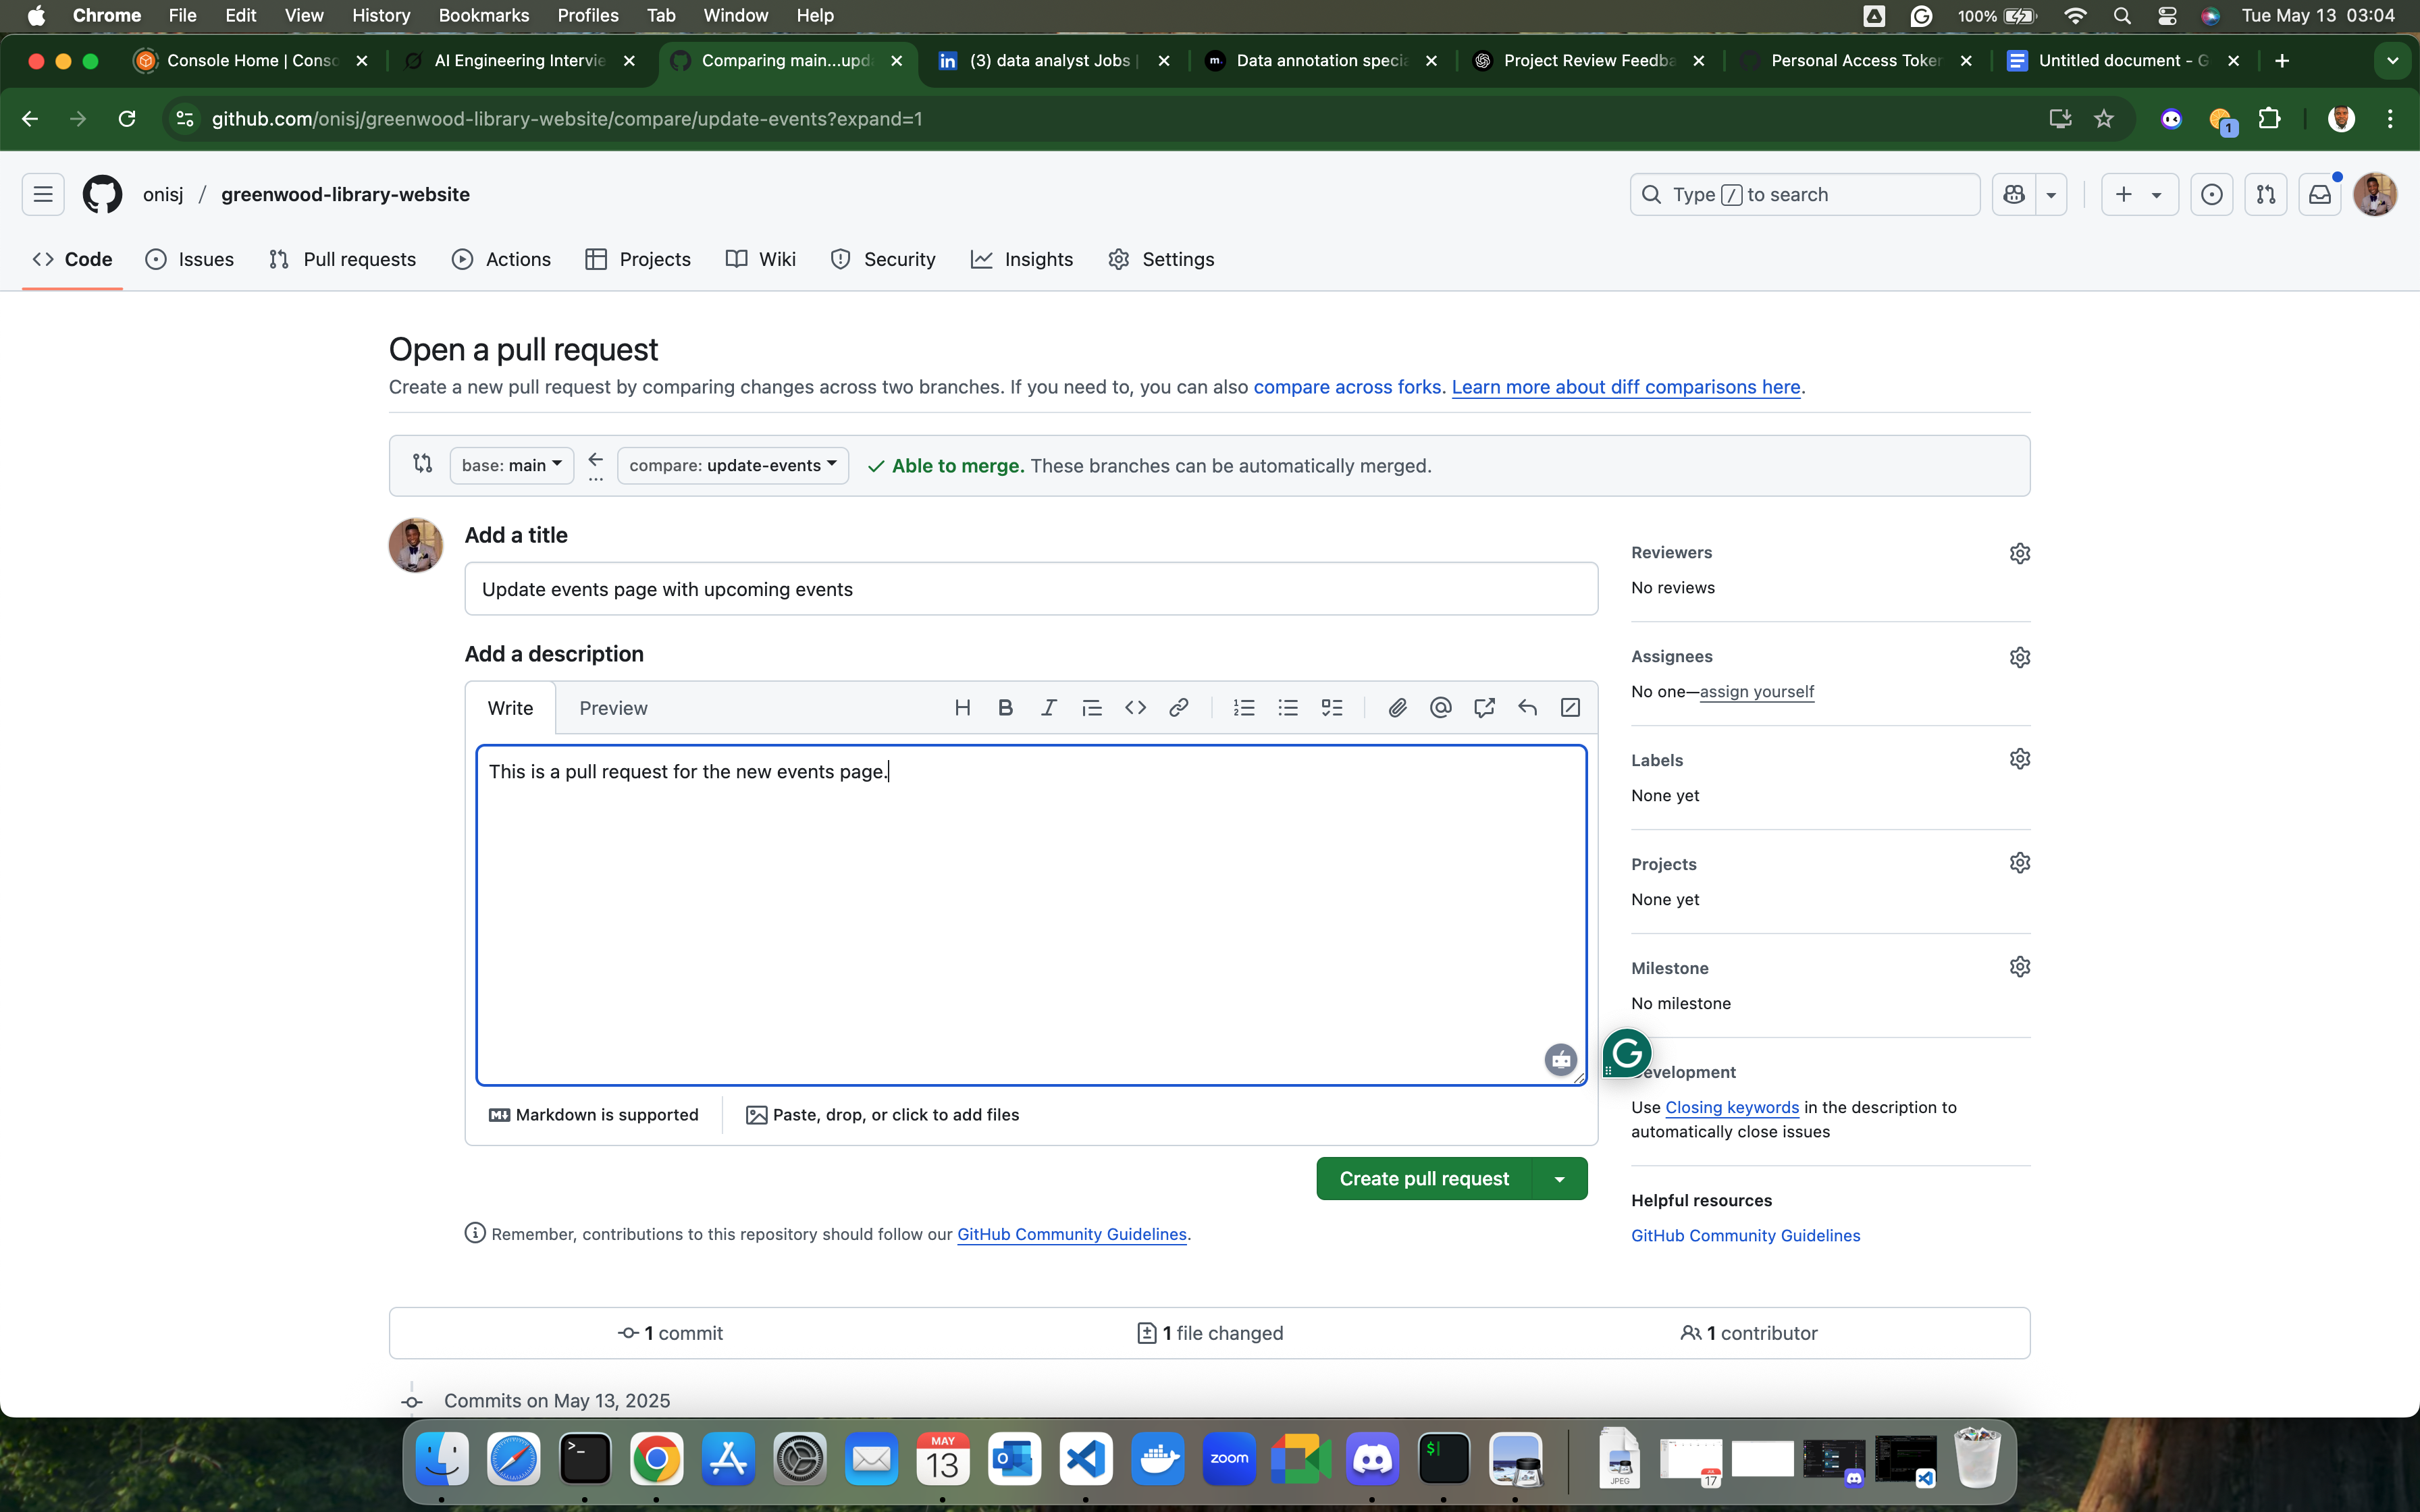 Chrome File Edit View History Bookmarks Profiles Tab Window Help 100% Tue May 13 03:04
Console Home | Conso AI Engineering Intervie Comparing main...upda (3) data analyst Jobs | Data annotation specia Project Review Feedba Personal Access Token Untitled document - G
github.com/onisj/greenwood-library-website/compare/update-events?expand=1 1
onisj / greenwood-library-website Type / to search
Code Issues Pull requests Actions Projects Wiki Security Insights Settings
Open a pull request
Create a new pull request by comparing changes across two branches. If you need to, you can also compare across forks. Learn more about diff comparisons here.
base: main ... compare: update-events Able to merge. These branches can be automatically merged.
Add a title
Update events page with upcoming events
Add a description
Write Preview
This is a pull request for the new events page.
Markdown is supported Paste, drop, or click to add files
Create pull request
Remember, contributions to this repository should follow our GitHub Community Guidelines.
Reviewers
No reviews
Assignees
No one—assign yourself
Labels
None yet
Projects
None yet
Milestone
No milestone
evelopment
Use Closing keywords in the description to
automatically close issues
Helpful resources
GitHub Community Guidelines
1 commit 1 file changed 1 contributor
Commits on May 13, 2025
MAY
13
zoom
JPEG
17